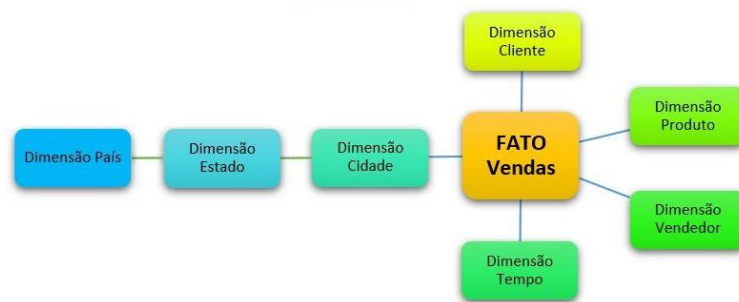 Dimensão
Cliente
Dimensão
Produto
Dimensão País
Dimensão
Estado
Dimensão
Cidade
FATO
Vendas
Dimensão
Vendedor
Dimensão
Tempo